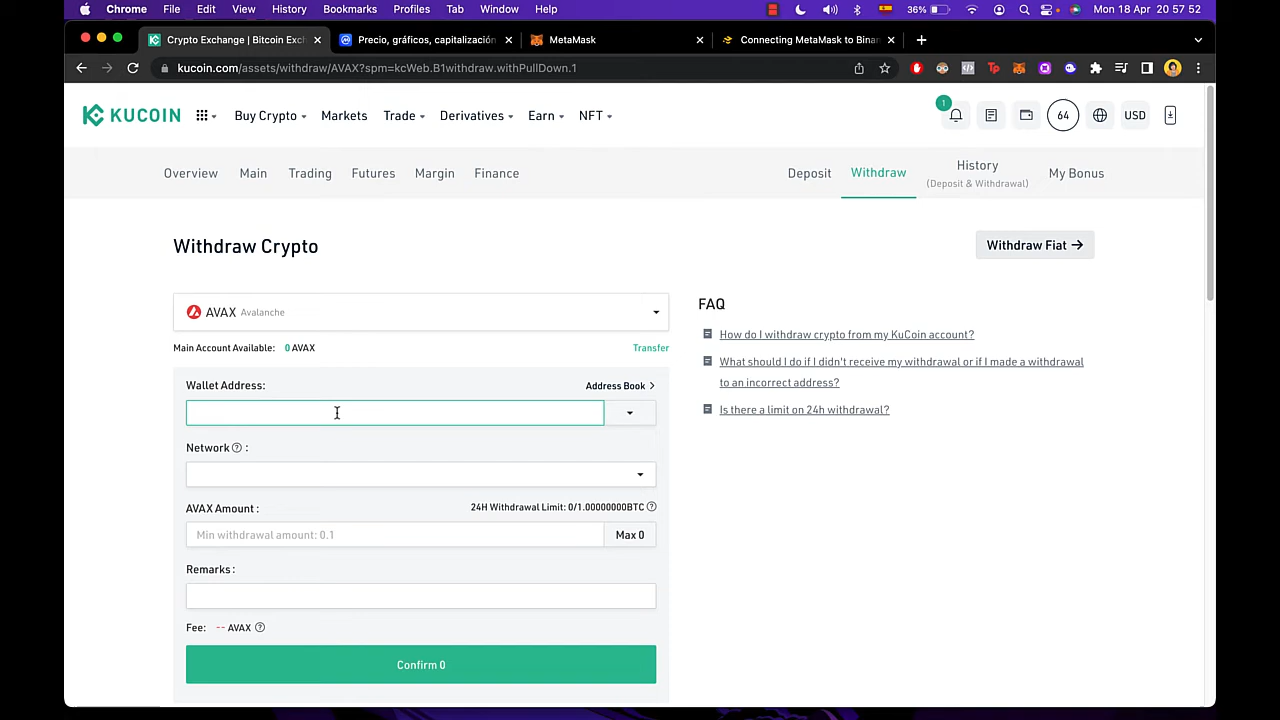 Chrome File Edit View History Bookmarks Profiles Tab Window Help 36% Mon 18 Apr 20 57 52
Crypto Exchange | Bitcoin Exc Precio, gráficos, capitalización MetaMask Connecting MetaMask to Binan
kucoin.com/assets/withdraw/AVAX?spm=kcWeb.B1withdraw.withPullDown.1
KUCOIN Buy Crypto Markets Trade Derivatives Earn NFT 1 64 USD
Overview Main Trading Futures Margin Finance Deposit Withdraw History My Bonus
(Deposit & Withdrawal)
Withdraw Crypto Withdraw Fiat
AVAX Avalanche
Main Account Available: 0 AVAX Transfer
Wallet Address: Address Book
Network ? :
AVAX Amount : 24H Withdrawal Limit: 0/1.00000000BTC ?
Min withdrawal amount: 0.1 Max 0
Remarks :
Fee: -- AVAX ?
Confirm 0
FAQ
How do I withdraw crypto from my KuCoin account?
What should I do if I didn't receive my withdrawal or if I made a withdrawal
to an incorrect address?
Is there a limit on 24h withdrawal?